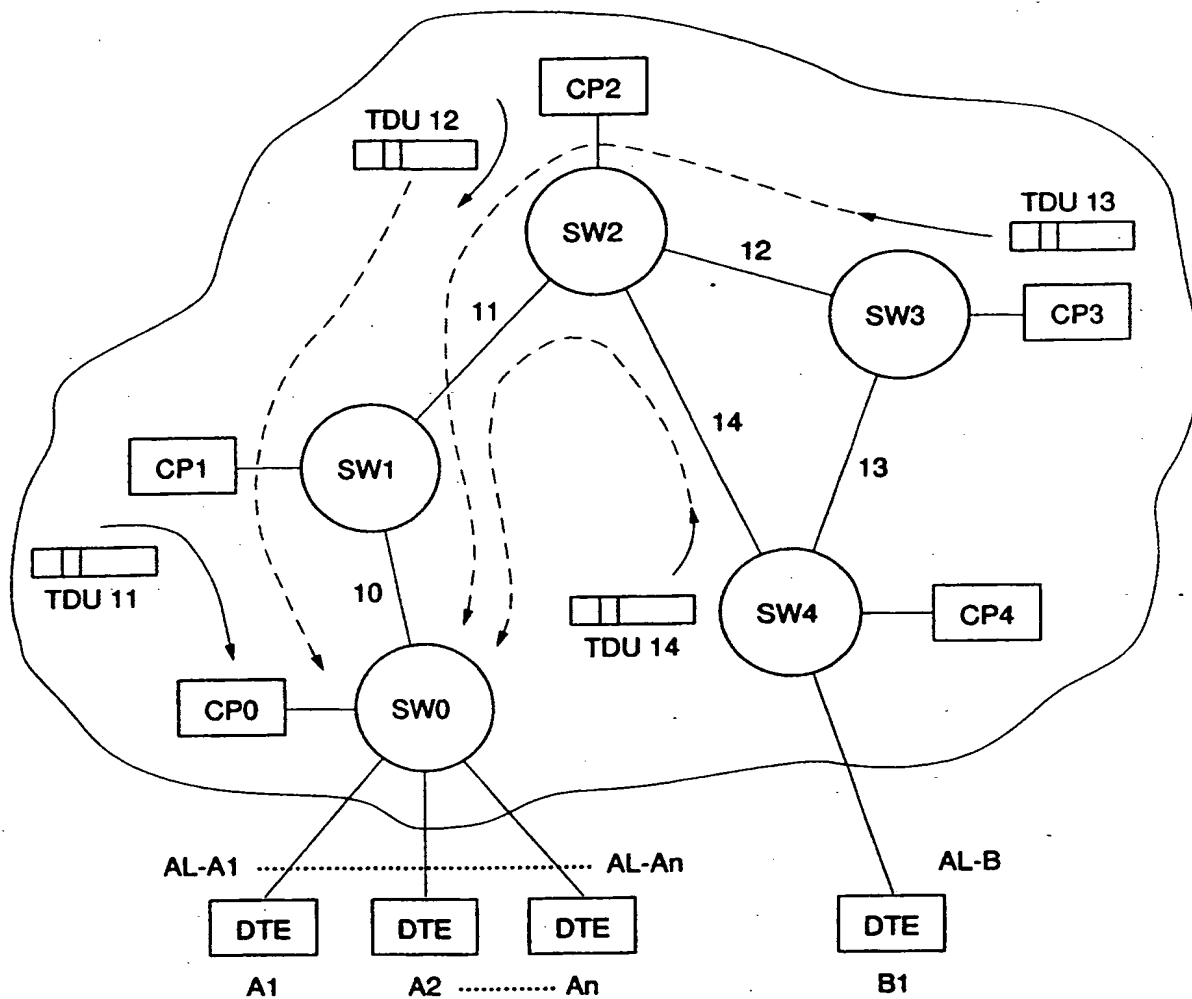 CP2
TDU 12
TDU 13
SW2
12
11
SW3
CP3
14
CP1
SW1
13
TDU 11
10
TDU 14
SW4
CP4
CP0
SW0
AL-A1 AL-An
AL-B
DTE DTE DTE
DTE
A1 A2 An
B1